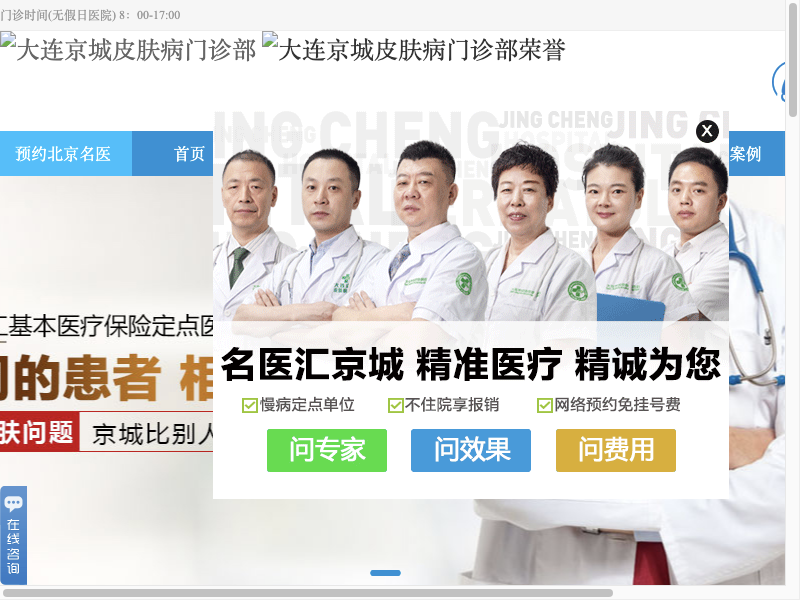 门诊时间(无假日医院) 8：00-17:00
大连京城皮肤病门诊部 大连京城皮肤病门诊部荣誉
预约北京名医 首页 案例
JING CHENG JING CHENG
X
基本医疗保险定点医
的患者 相
肤问题 京城比别人
名医汇京城 精准医疗 精诚为您
慢病定点单位 不住院享报销 网络预约免挂号费
问专家 问效果 问费用
在线咨询